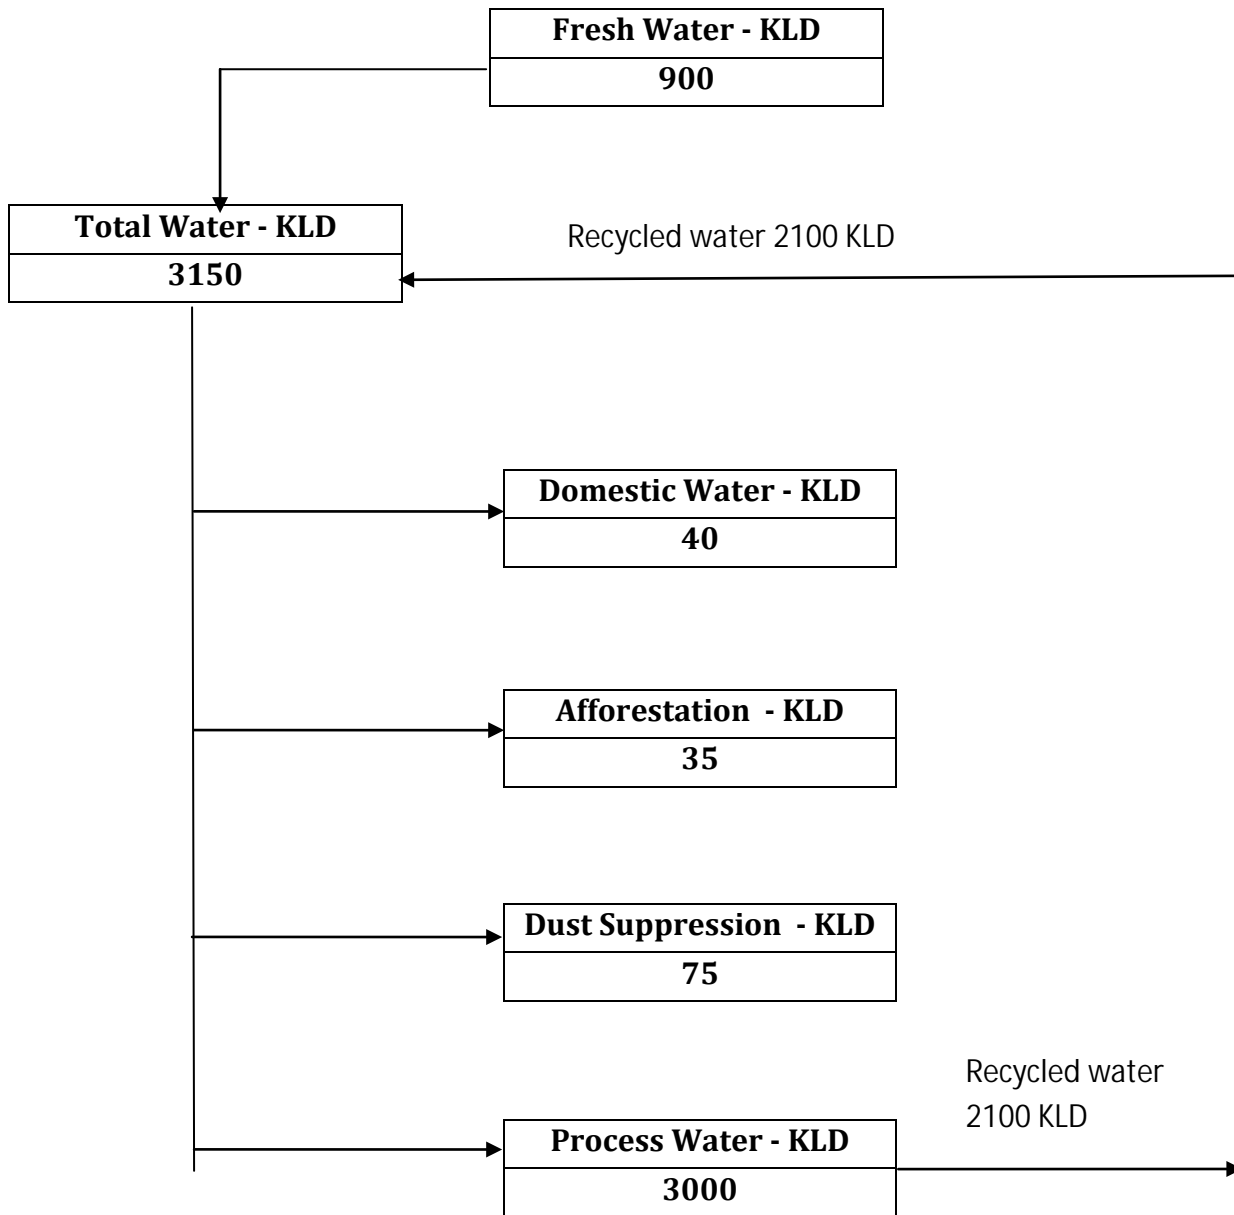 Fresh Water - KLD
900
Total Water - KLD
3150
Recycled water 2100 KLD
Domestic Water - KLD
40
Afforestation  - KLD
35
Dust Suppression  - KLD
75
Recycled water
2100 KLD
Process Water - KLD
3000